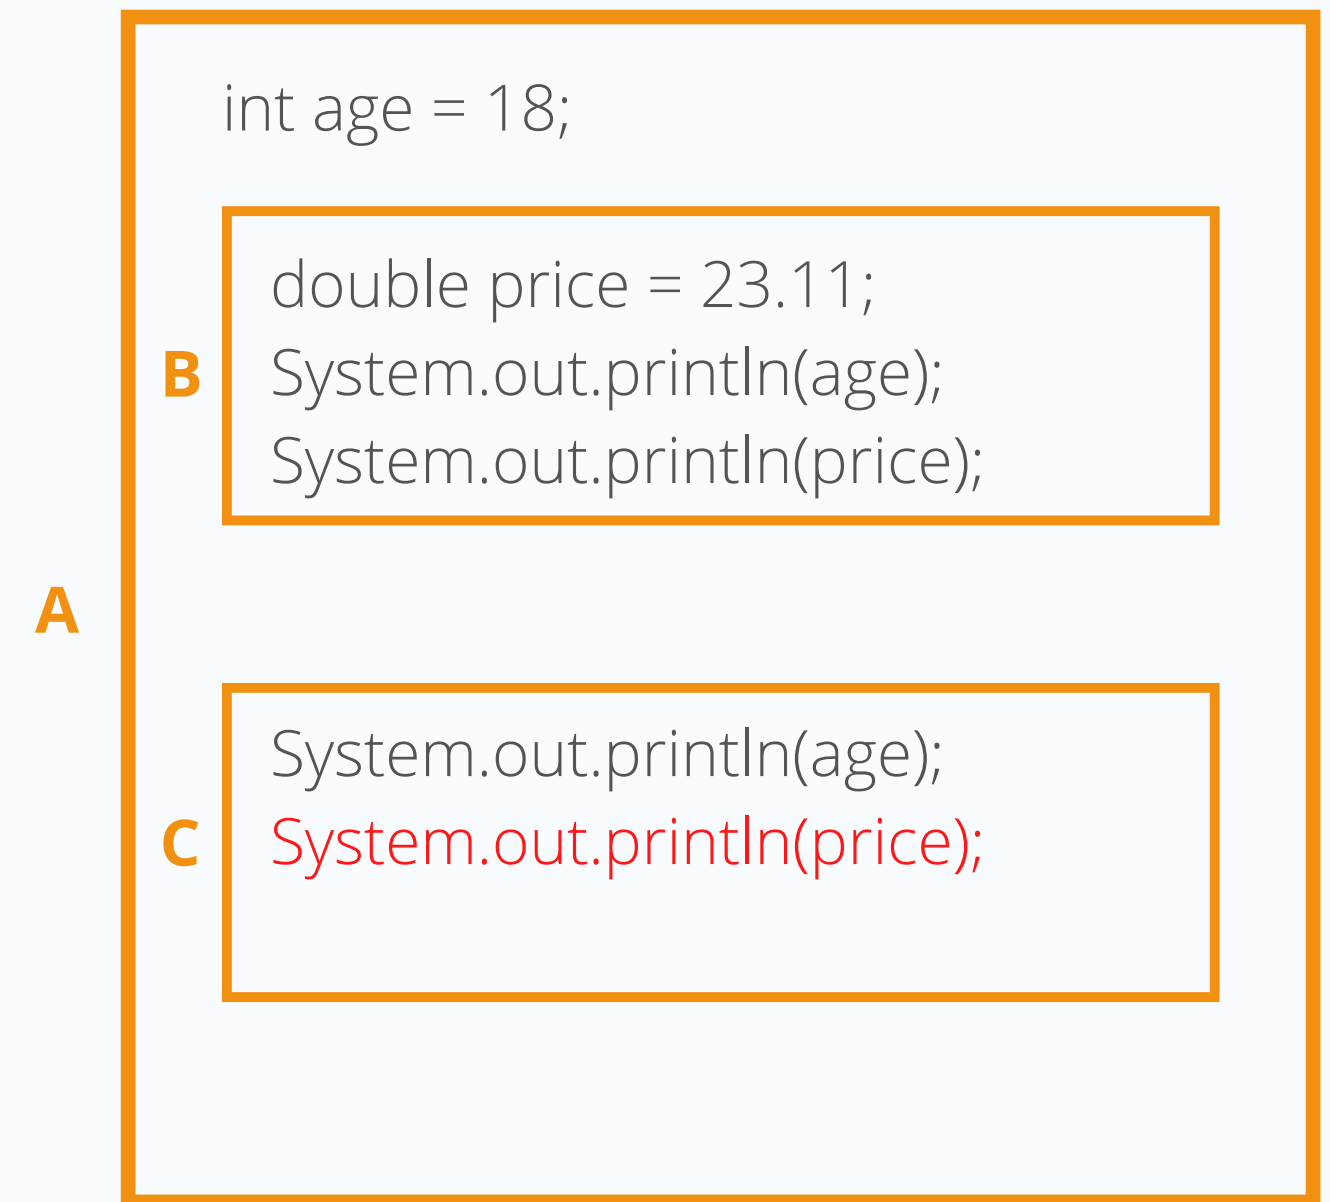 int age = 18;
double price = 23.11;
B
System.out.println(age);
System.out.println(price);
A
System.out.println(age);
C
System.out.println(price);